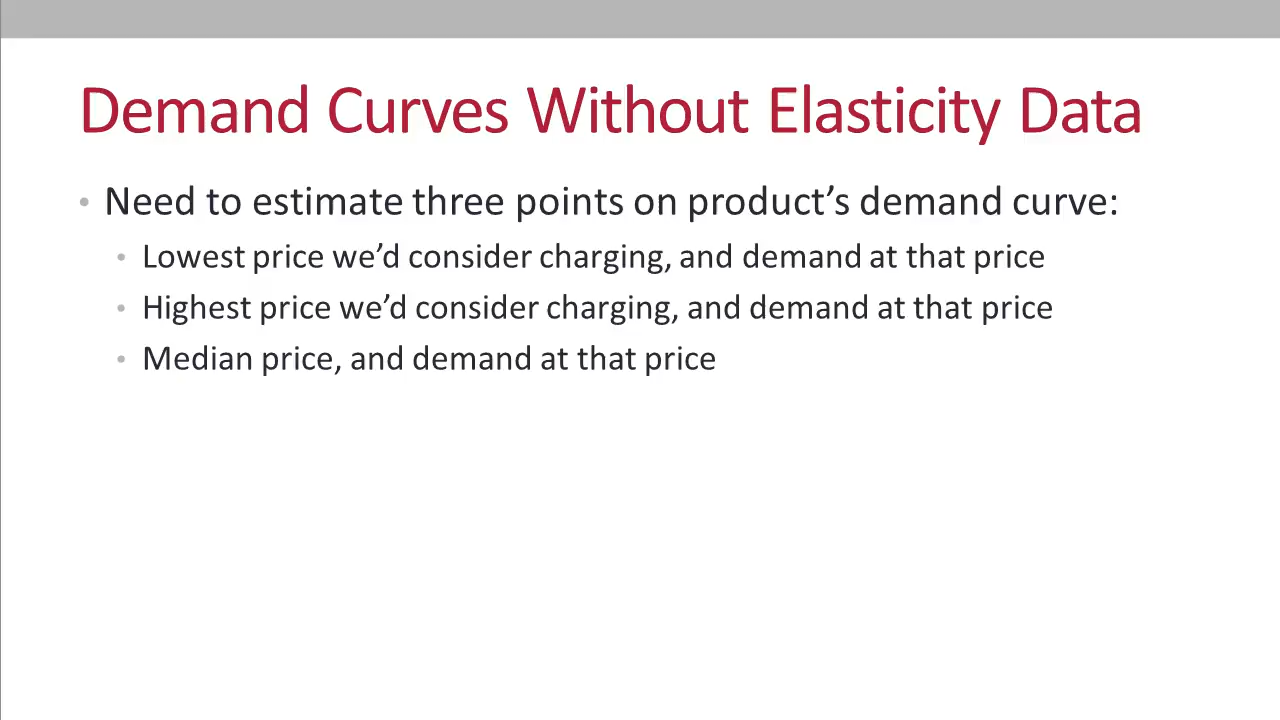 Demand Curves Without Elasticity Data
• Need to estimate three points on product’s demand curve:
• Lowest price we’d consider charging, and demand at that price
• Highest price we’d consider charging, and demand at that price
• Median price, and demand at that price